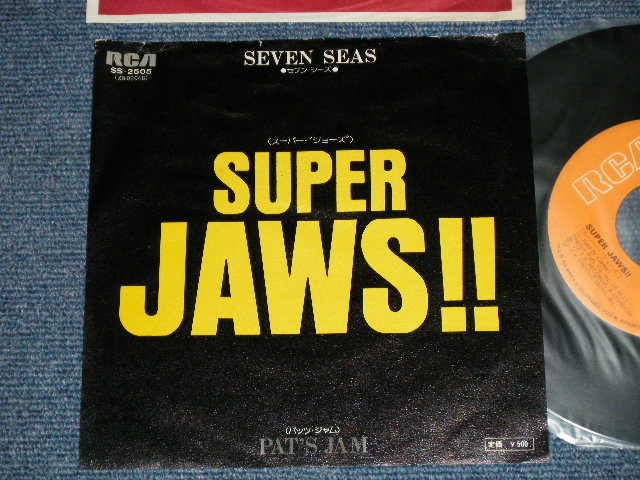 RCA
SS-2505
SEVEN SEAS
●セブン・シーズ●
(スーパー・"ジョーズ")
SUPER
JAWS!!
(パッツ・ジャム)
PAT'S JAM
定価 ¥500
RCA
SUPER JAWS!!